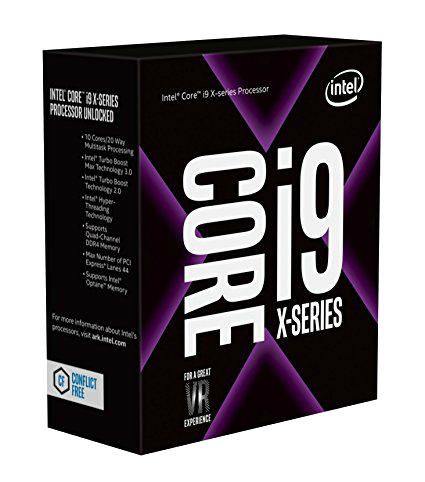 INTEL® CORE™ i9 X-SERIES
PROCESSOR UNLOCKED
• 10 Cores/20 Way
Multitask Processing
• Intel® Turbo Boost
Max Technology 3.0
• Intel® Turbo Boost
Technology 2.0
• Intel® Hyper-
Threading
Technology
• Supports
Quad-Channel
DDR4 Memory
• Max Number of PCI
Express® Lanes 44
• Supports Intel®
Optane™ Memory
For more information about Intel's
processors, visit ark.intel.com
CF
CONFLICT
FREE
Intel® Core™ i9 X-series Processor
intel®
CORE i9
X-SERIES
FOR A GREAT
VR
EXPERIENCE